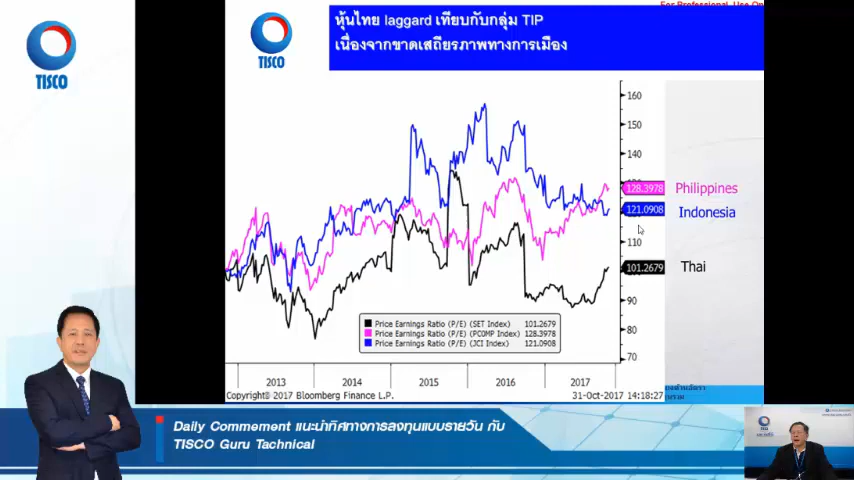 For Professional Use On
TISCO
TISCO
หุ้นไทย laggard เทียบกับกลุ่ม TIP
เนื่องจากขาดเสถียรภาพทางการเมือง
160
150
140
110
90
80
70
128.3978
Philippines
121.0908
Indonesia
101.2679
Thai
Price Earnings Ratio (P/E) (SET Index) 101.2679
Price Earnings Ratio (P/E) (PCOMP Index) 128.3978
Price Earnings Ratio (P/E) (JCI Index) 121.0908
2013 2014 2015 2016 2017
Copyright© 2017 Bloomberg Finance L.P. 31-Oct-2017 14:18:27
Daily Commement แนะนำทิศทางการลงทุนแบบรายวัน กับ
TISCO Guru Tachnical